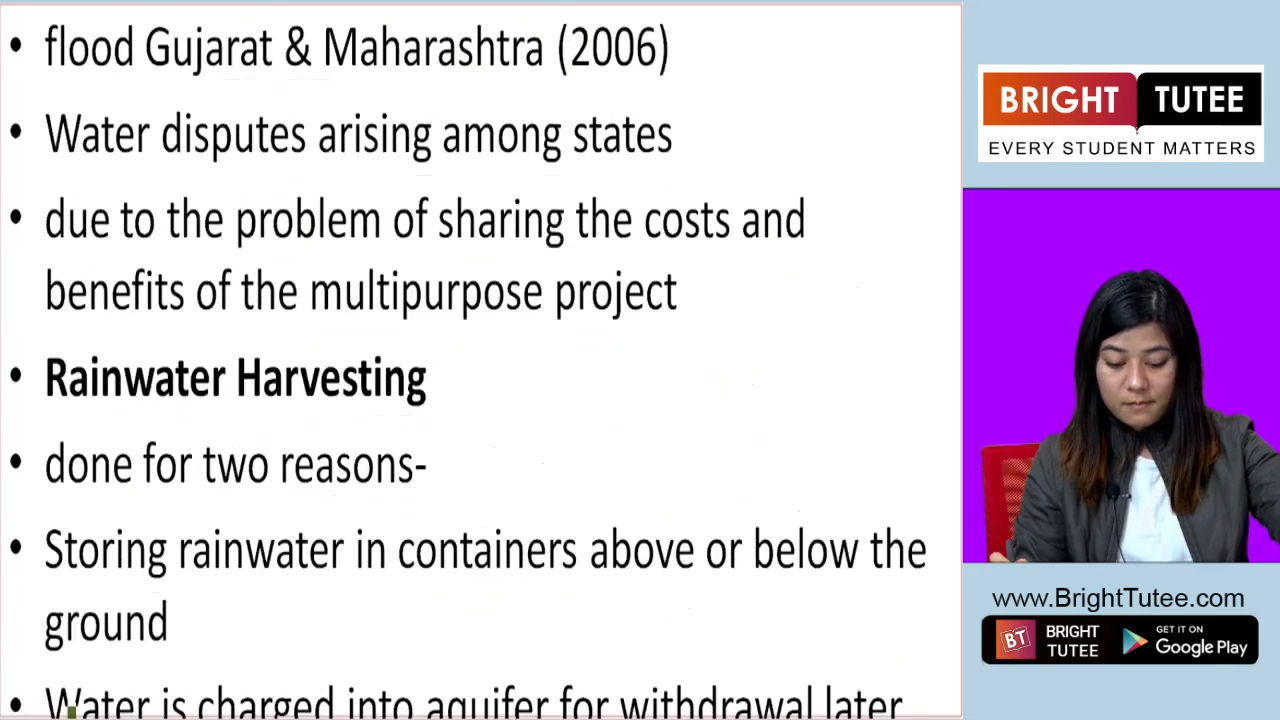 • flood Gujarat & Maharashtra (2006)
• Water disputes arising among states
• due to the problem of sharing the costs and
benefits of the multipurpose project
• Rainwater Harvesting
• done for two reasons-
• Storing rainwater in containers above or below the
ground
• Water is charged into aquifer for withdrawal later
BRIGHT TUTEE
EVERY STUDENT MATTERS
www.BrightTutee.com
BT BRIGHT TUTEE
GET IT ON
Google Play